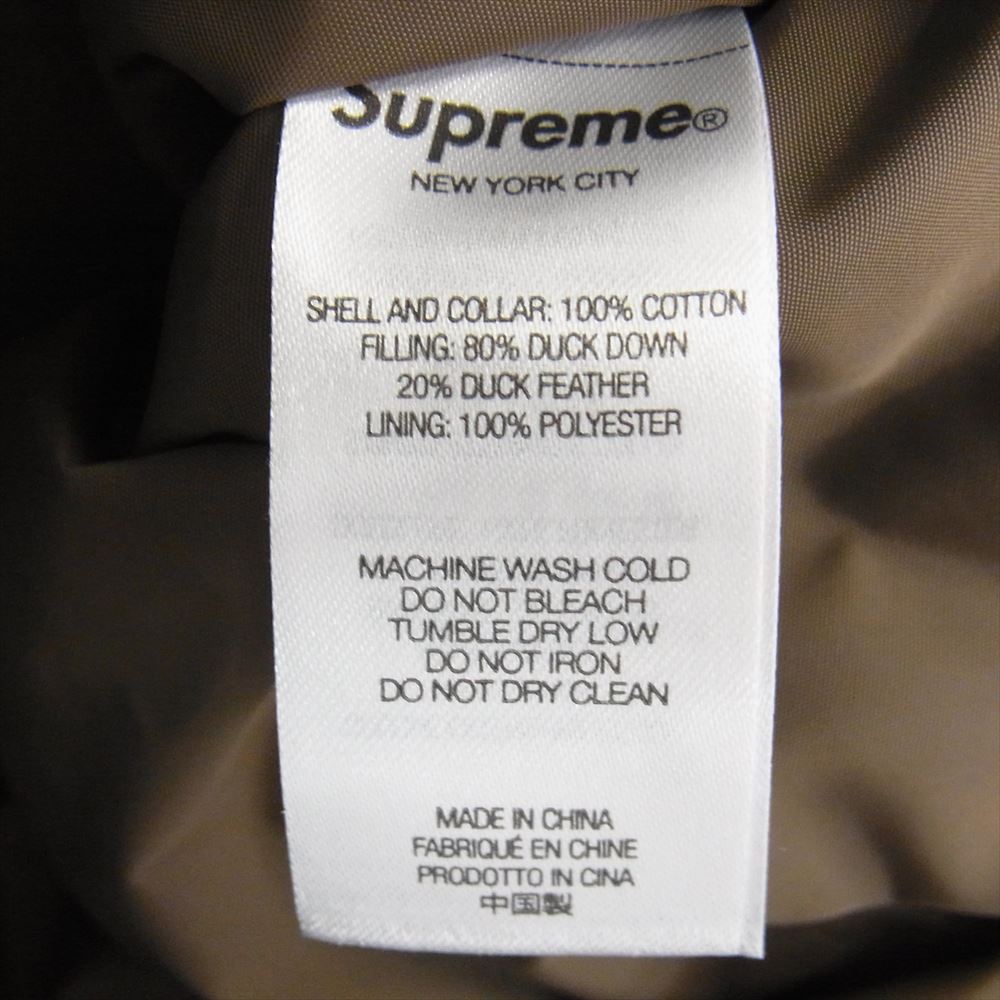 Supreme®
NEW YORK CITY
SHELL AND COLLAR: 100% COTTON
FILLING: 80% DUCK DOWN
20% DUCK FEATHER
LINING: 100% POLYESTER
MACHINE WASH COLD
DO NOT BLEACH
TUMBLE DRY LOW
DO NOT IRON
DO NOT DRY CLEAN
MADE IN CHINA
FABRIQUÉ EN CHINE
PRODOTTO IN CINA
中国製